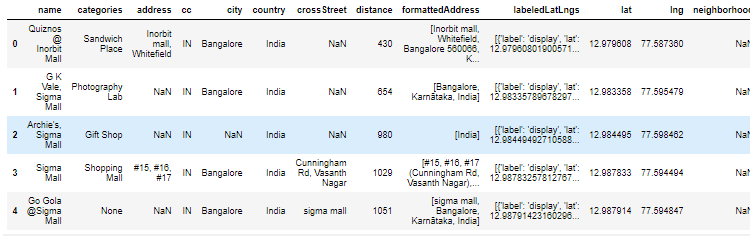 name categories address cc city country crossStreet distance formattedAddress labeledLatLngs lat lng neighborhood
0 Quiznos @ Inorbit Mall Sandwich Place Inorbit mall, Whitefield IN Bangalore India NaN 430 [Inorbit mall, Whitefield, Bangalore 560066, K... [{'label': 'display', 'lat': 12.97960801900571... 12.979608 77.587360 NaN
1 G K Vale, Sigma Mall Photography Lab NaN IN Bangalore India NaN 654 [Bangalore, Karnātaka, India] [{'label': 'display', 'lat': 12.98335789678297... 12.983358 77.595479 NaN
2 Archie's, Sigma Mall Gift Shop NaN IN NaN India NaN 980 [India] [{'label': 'display', 'lat': 12.98449492710588... 12.984495 77.598462 NaN
3 Sigma Mall Shopping Mall #15, #16, #17 IN Bangalore India Cunningham Rd, Vasanth Nagar 1029 [#15, #16, #17 (Cunningham Rd, Vasanth Nagar),... [{'label': 'display', 'lat': 12.98783257812767... 12.987833 77.594494 NaN
4 Go Gola @Sigma Mall None NaN IN Bangalore India sigma mall 1051 [sigma mall, Bangalore, Karnātaka, India] [{'label': 'display', 'lat': 12.98791423160296... 12.987914 77.594847 NaN